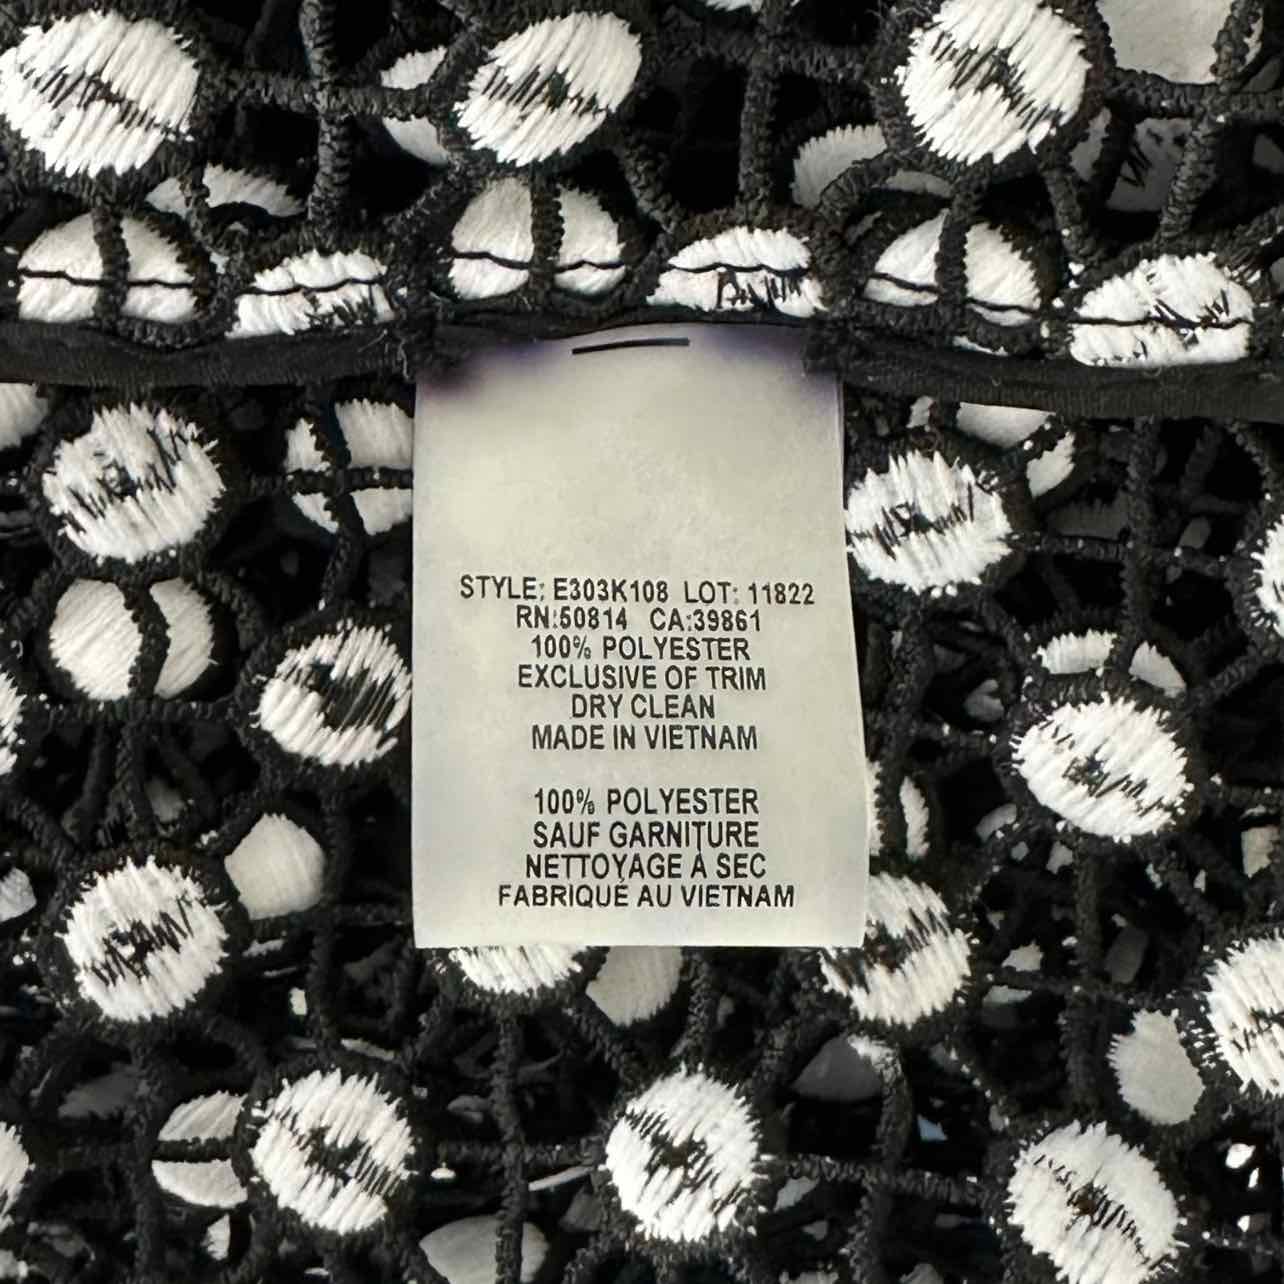 STYLE: E303K108 LOT: 11822
RN:50814 CA:39861
100% POLYESTER
EXCLUSIVE OF TRIM
DRY CLEAN
MADE IN VIETNAM
100% POLYESTER
SAUF GARNITURE
NETTOYAGE À SEC
FABRIQUÉ AU VIETNAM